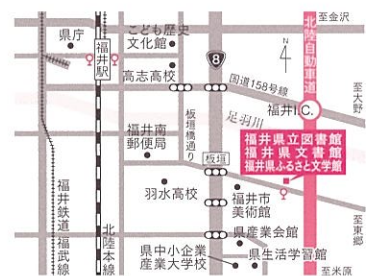 至金沢
県庁
こども歴史
文化館
福井駅
高志高校
8
4
北陸自動車道
国道158号線
至大野
福井I.C.
足羽川
板垣橋通り
福井南
郵便局
板垣
福井県立図書館
福井県文書館
福井県ふるさと文学館
羽水高校
福井市
美術館
至東郷
福井鉄道 福武線
北陸本線
県産業会館
県中小企業
産業大学校
県生活学習館
至米原